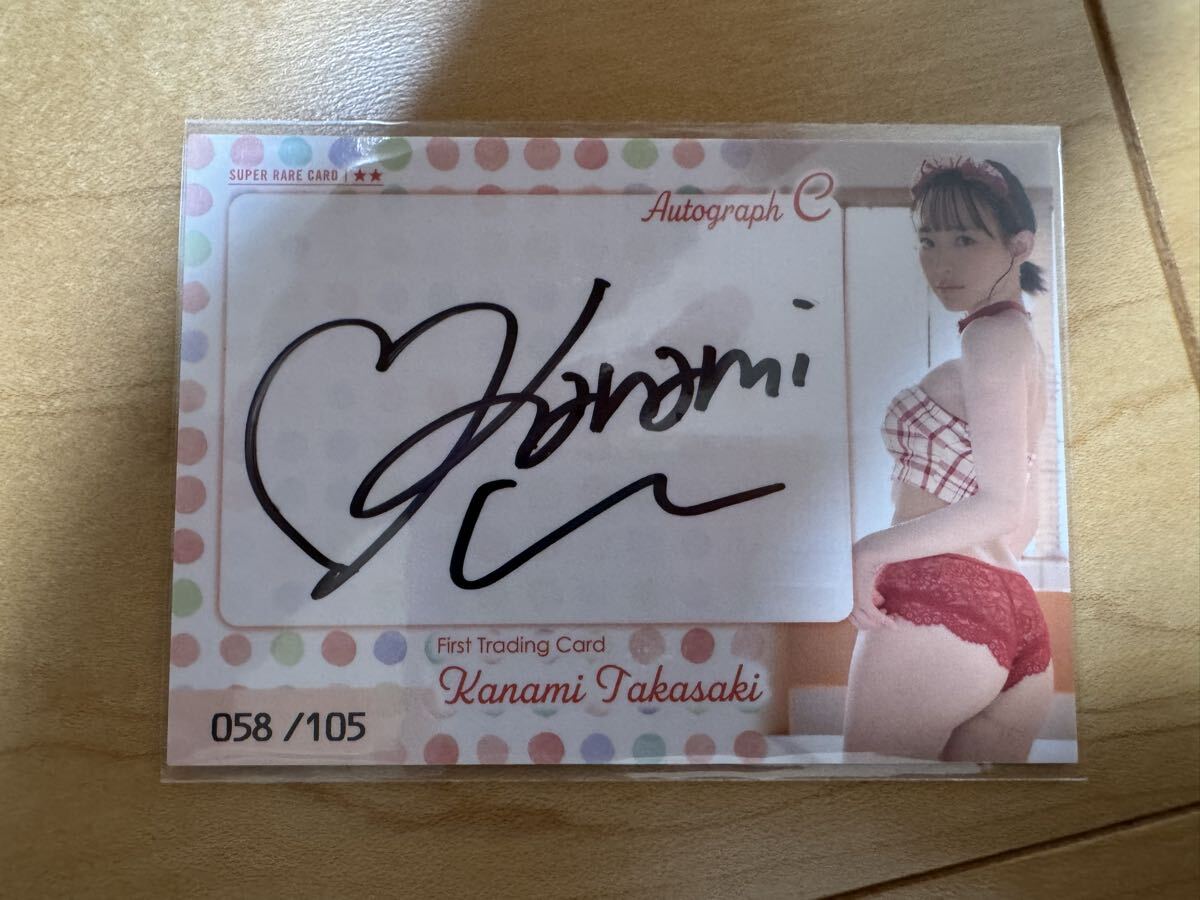 SUPER RARE CARD | ★★
Autograph C
Kanami
First Trading Card
Kanami Takasaki
058 /105